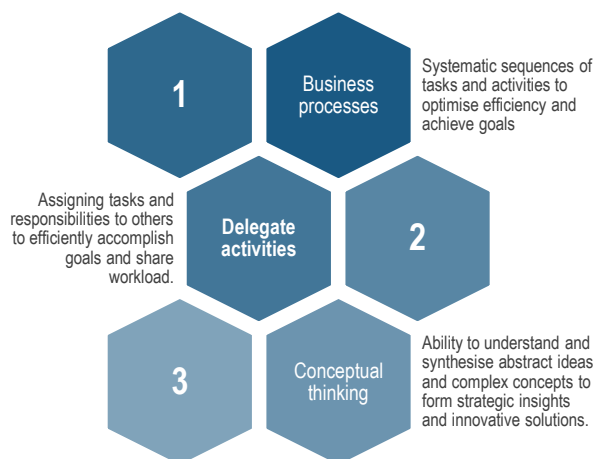 1
Business
processes
Systematic sequences of
tasks and activities to
optimise efficiency and
achieve goals
Assigning tasks and
responsibilities to others
to efficiently accomplish
goals and share
workload.
Delegate
activities
2
3
Conceptual
thinking
Ability to understand and
synthesise abstract ideas
and complex concepts to
form strategic insights
and innovative solutions.